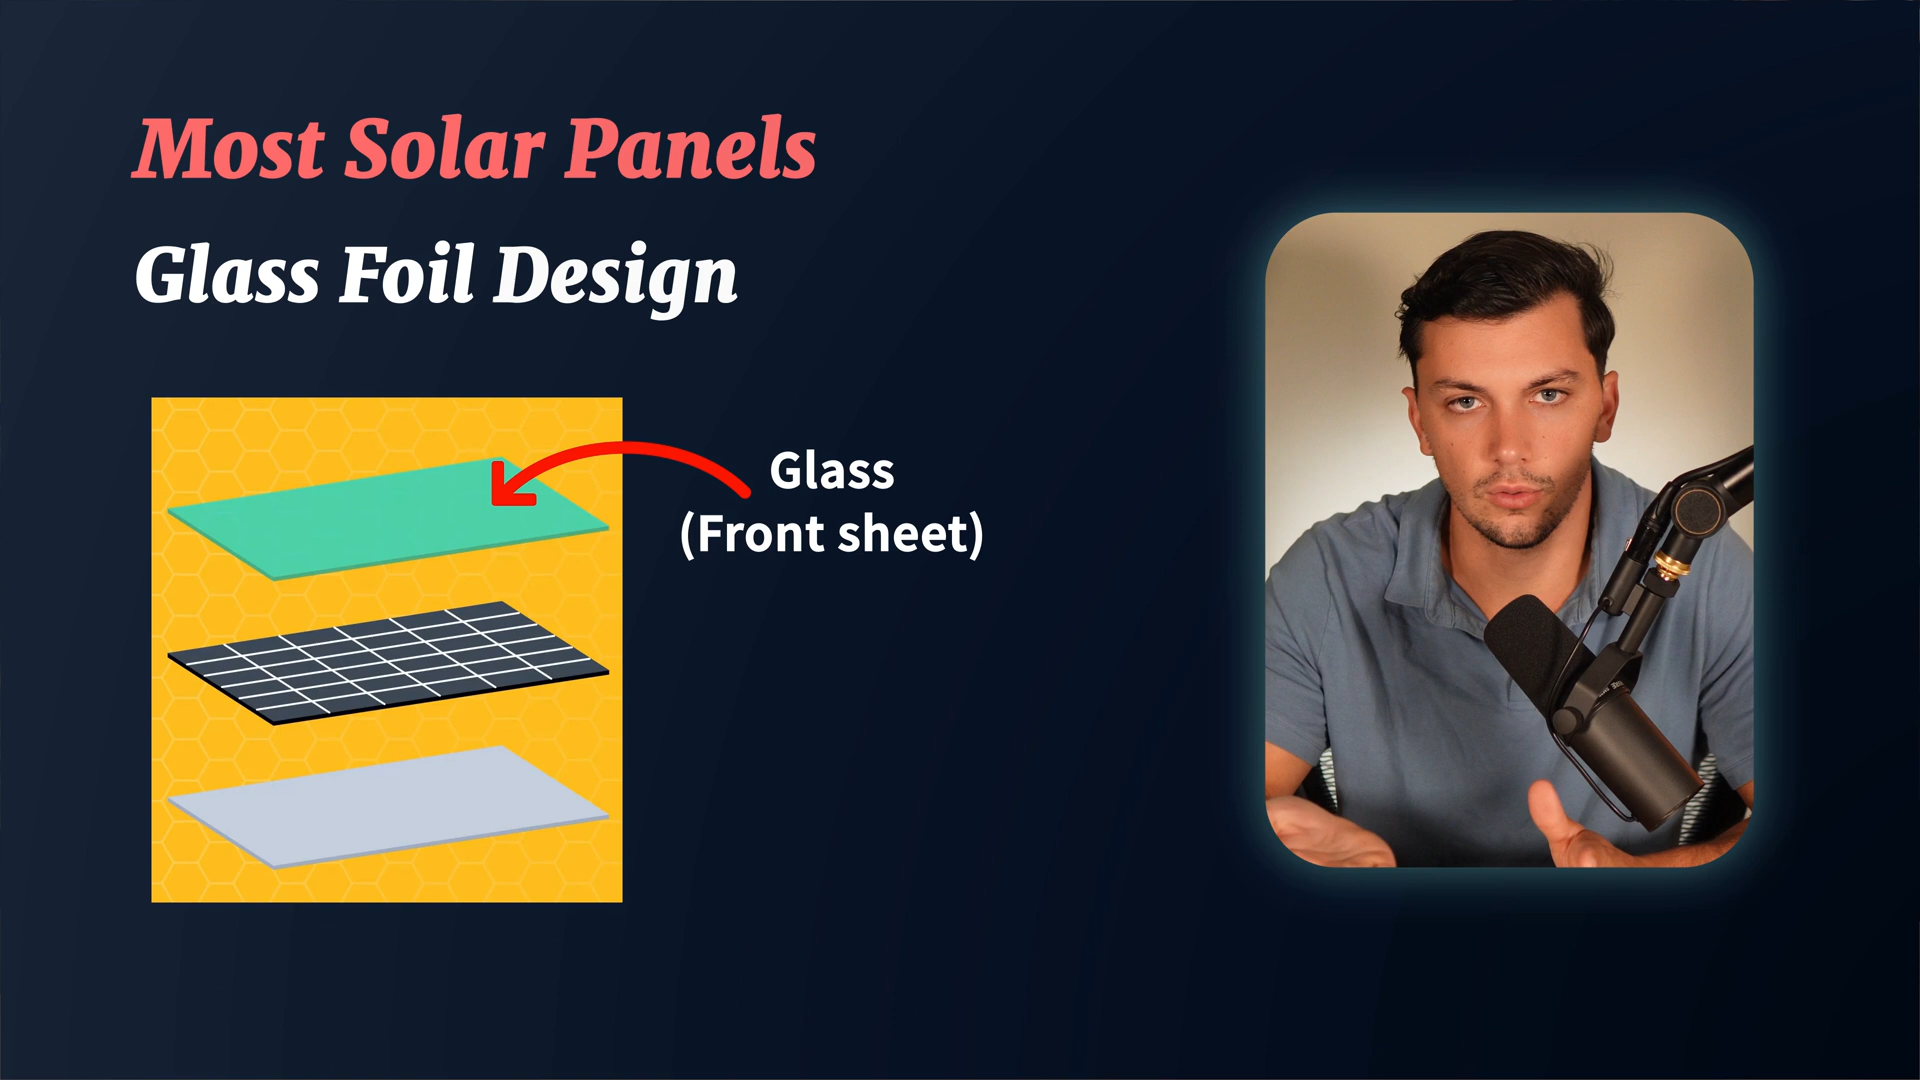 Most Solar Panels
Glass Foil Design
Glass
(Front sheet)